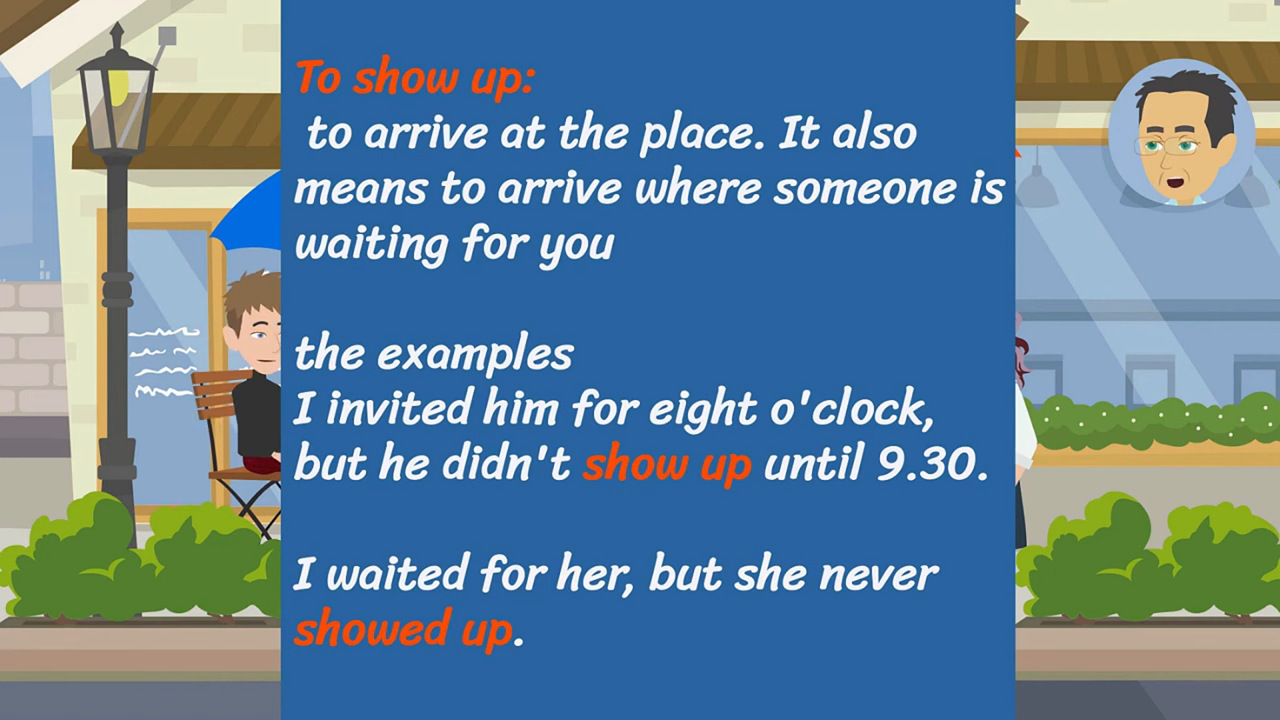 To show up:
to arrive at the place. It also
means to arrive where someone is
waiting for you
the examples
I invited him for eight o'clock,
but he didn't show up until 9.30.
I waited for her, but she never
showed up.